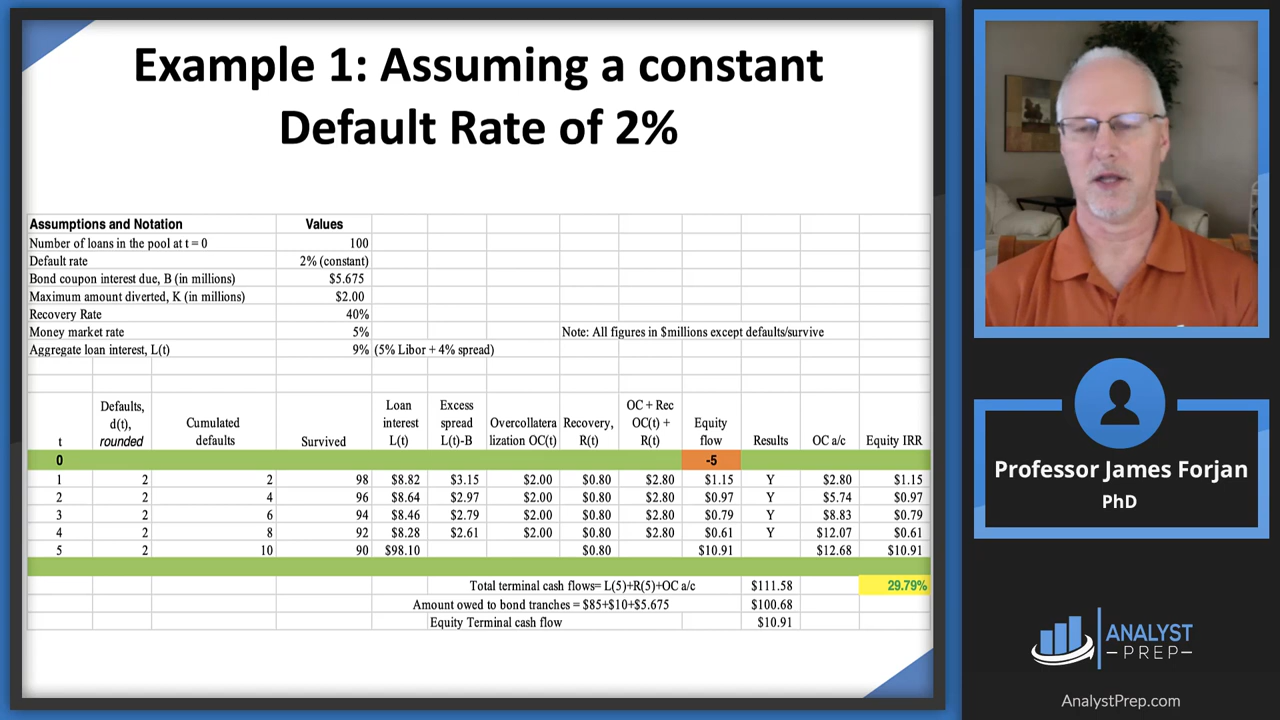 Example 1: Assuming a constant
Default Rate of 2%
Assumptions and Notation Values
Number of loans in the pool at t = 0 100
Default rate 2% (constant)
Bond coupon interest due, B (in millions) $5.675
Maximum amount diverted, K (in millions) $2.00
Recovery Rate 40%
Money market rate 5% Note: All figures in $millions except defaults/survive
Aggregate loan interest, L(t) 9% (5% Libor + 4% spread)
t Defaults, d(t), rounded Cumulated defaults Survived Loan interest L(t) Excess spread L(t)-B Overcollatera lization OC(t) Recovery, R(t) OC + Rec OC(t) + R(t) Equity flow Results OC a/c Equity IRR
0 -5
1 2 2 98 $8.82 $3.15 $2.00 $0.80 $2.80 $1.15 Y $2.80 $1.15
2 2 4 96 $8.64 $2.97 $2.00 $0.80 $2.80 $0.97 Y $5.74 $0.97
3 2 6 94 $8.46 $2.79 $2.00 $0.80 $2.80 $0.79 Y $8.83 $0.79
4 2 8 92 $8.28 $2.61 $2.00 $0.80 $2.80 $0.61 Y $12.07 $0.61
5 2 10 90 $98.10 $0.80 $10.91 $12.68 $10.91
Total terminal cash flows= L(5)+R(5)+OC a/c $111.58 29.79%
Amount owed to bond tranches = $85+$10+$5.675 $100.68
Equity Terminal cash flow $10.91
Professor James Forjan
PhD
ANALYST
PREP
AnalystPrep.com